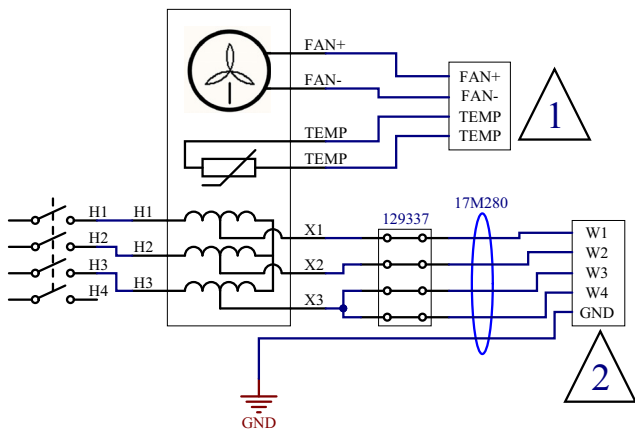 FAN+
FAN-
TEMP
TEMP
FAN+
FAN-
TEMP
TEMP
1
H1 H1
H2 H2
H3 H3
H4
X1
X2
X3
129337
17M280
W1
W2
W3
W4
GND
2
GND